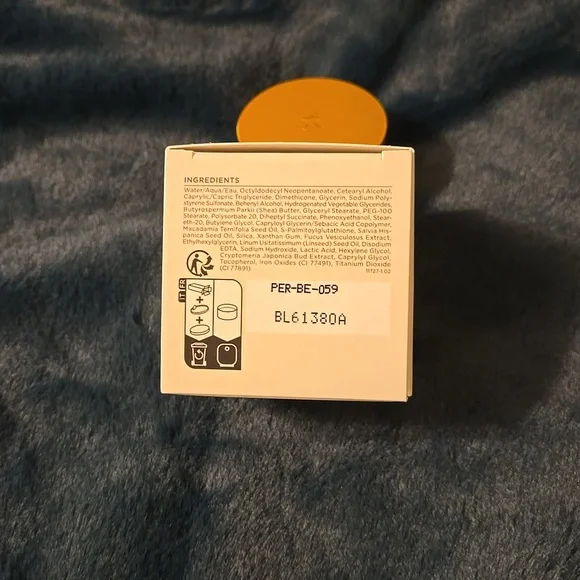 INGREDIENTS
Water/Aqua/Eau, Octyldodecyl Neopentanoate, Cetearyl Alcohol,
Caprylic/Capric Triglyceride, Dimethicone, Glycerin, Sodium Poly-
styrene Sulfonate, Behenyl Alcohol, Hydrogenated Vegetable Glycerides,
Butyrospermum Parkii (Shea) Butter, Glyceryl Stearate, PEG-100
Stearate, Polysorbate 20, Diheptyl Succinate, Phenoxyethanol, Stear-
eth-20, Butylene Glycol, Capryloyl Glycerin/Sebacic Acid Copolymer,
Macadamia Ternifolia Seed Oil, S-Palmitoylglutathione, Salvia His-
panica Seed Oil, Silica, Xanthan Gum, Fucus Vesiculosus Extract,
Ethylhexylglycerin, Linum Usitatissimum (Linseed) Seed Oil, Disodium
EDTA, Sodium Hydroxide, Lactic Acid, Hexylene Glycol,
Cryptomeria Japonica Bud Extract, Caprylyl Glycol,
Tocopherol, Iron Oxides (CI 77491), Titanium Dioxide
(CI 77891).
11727-1.02
IT FR
PER-BE-059
BL61380A